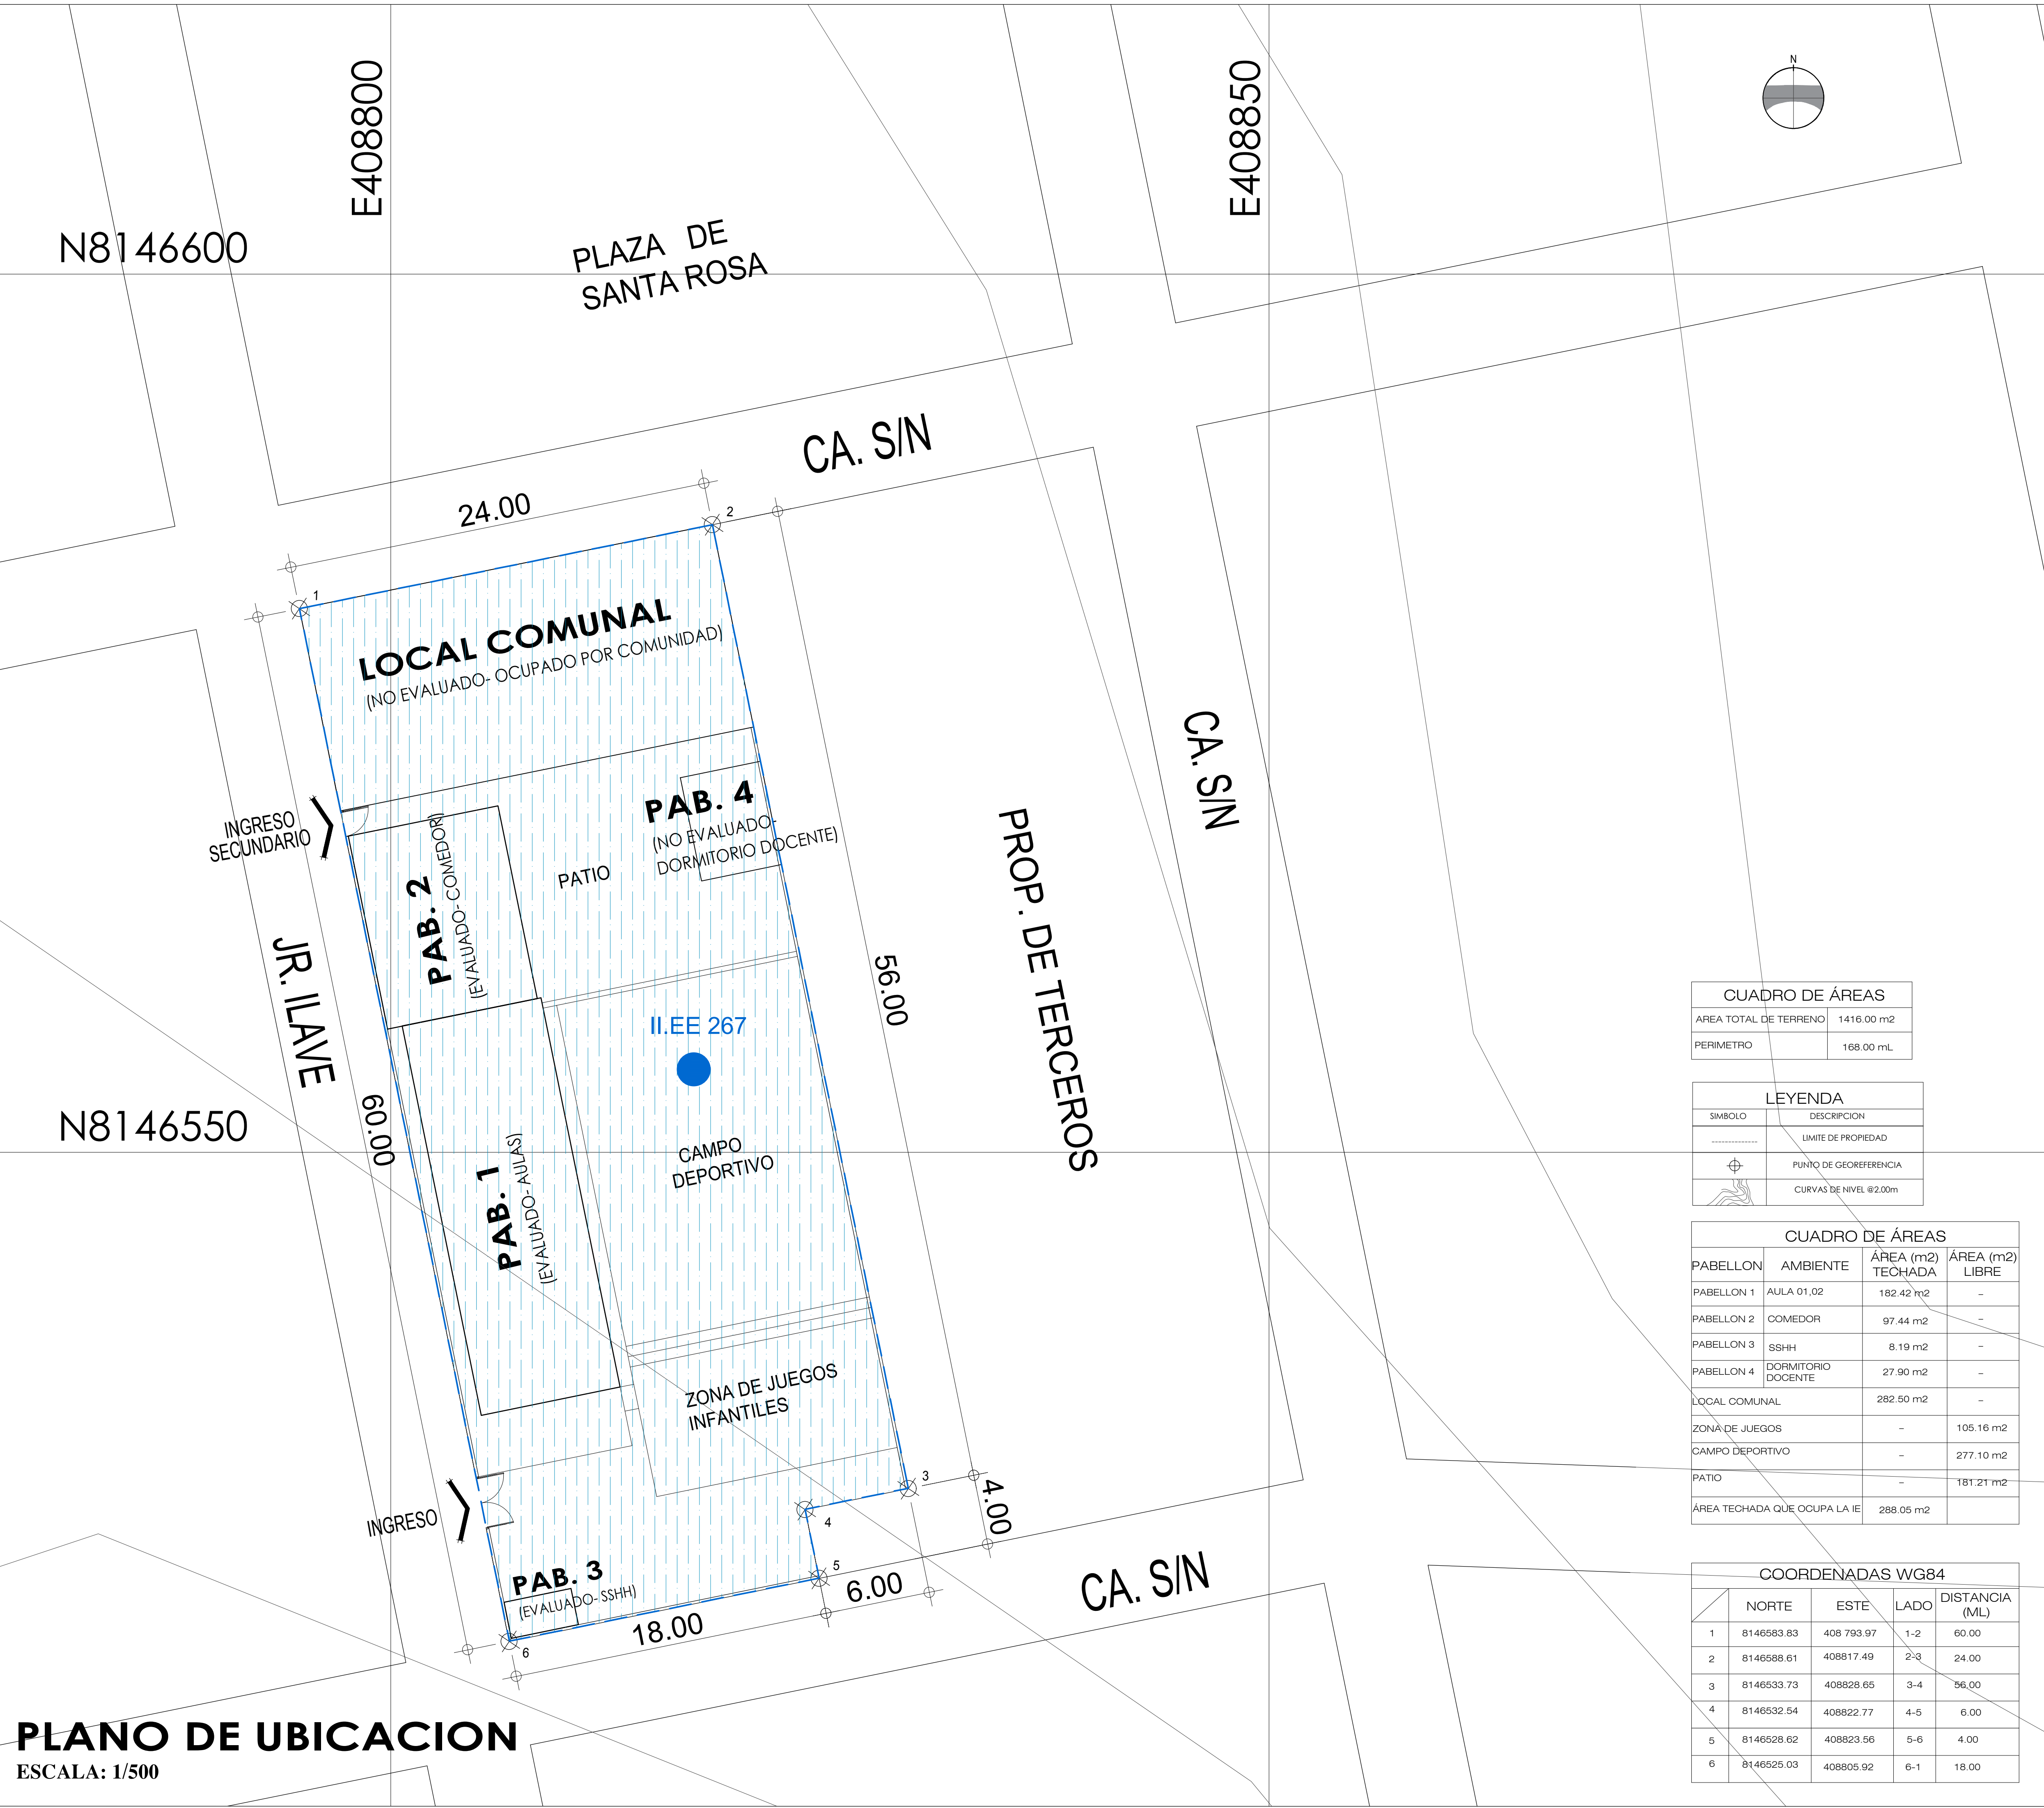 E408800
E408850
N
N8146600
PLAZA DE
SANTA ROSA
CA. S/N
24.00
2
1
LOCAL COMUNAL
(NO EVALUADO- OCUPADO POR COMUNIDAD)
CA. S/N
INGRESO
SECUNDARIO
PAB. 4
(NO EVALUADO-
DORMITORIO DOCENTE)
PATIO
PAB. 2
(EVALUADO- COMEDOR)
PROP. DE TERCEROS
JR. ILAVE
56.00
II.EE 267
N8146550
60.00
CAMPO
DEPORTIVO
PAB. 1
(EVALUADO- AULAS)
ZONA DE JUEGOS
INFANTILES
3
4.00
4
INGRESO
5
PAB. 3
(EVALUADO- SSHH)
6.00
CA. S/N
18.00
6
PLANO DE UBICACION
ESCALA: 1/500
CUADRO DE ÁREAS
AREA TOTAL DE TERRENO 1416.00 m2
PERIMETRO 168.00 mL
LEYENDA
SIMBOLO DESCRIPCION
LIMITE DE PROPIEDAD
PUNTO DE GEOREFERENCIA
CURVAS DE NIVEL @2.00m
CUADRO DE ÁREAS
PABELLON AMBIENTE ÁREA (m2) TECHADA ÁREA (m2) LIBRE
PABELLON 1 AULA 01,02 182.42 m2 –
PABELLON 2 COMEDOR 97.44 m2 –
PABELLON 3 SSHH 8.19 m2 –
PABELLON 4 DORMITORIO DOCENTE 27.90 m2 –
LOCAL COMUNAL 282.50 m2 –
ZONA DE JUEGOS – 105.16 m2
CAMPO DEPORTIVO – 277.10 m2
PATIO – 181.21 m2
ÁREA TECHADA QUE OCUPA LA IE 288.05 m2
COORDENADAS WG84
NORTE ESTE LADO DISTANCIA (ML)
1 8146583.83 408 793.97 1-2 60.00
2 8146588.61 408817.49 2-3 24.00
3 8146533.73 408828.65 3-4 56.00
4 8146532.54 408822.77 4-5 6.00
5 8146528.62 408823.56 5-6 4.00
6 8146525.03 408805.92 6-1 18.00